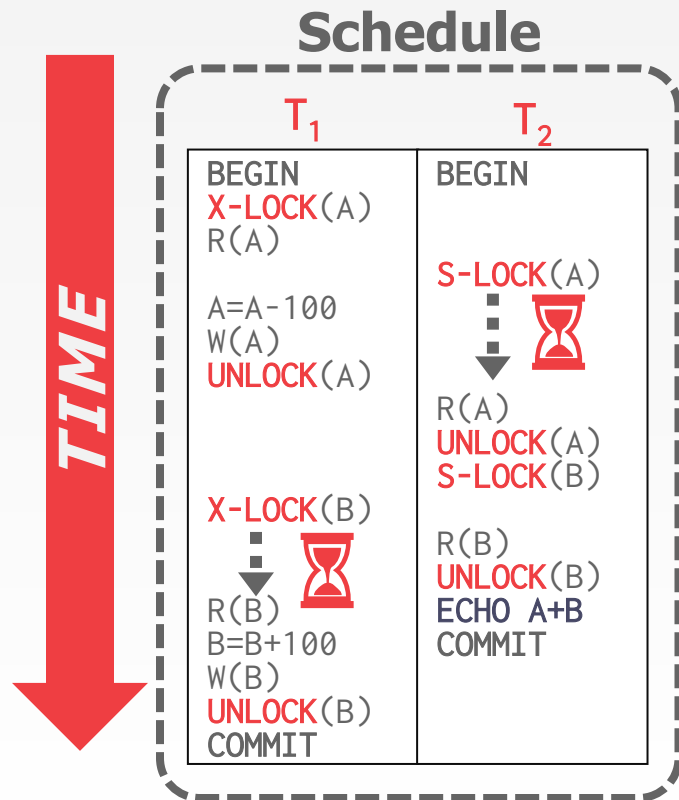 Schedule
TIME
T1
BEGIN
X-LOCK(A)
R(A)
A=A-100
W(A)
UNLOCK(A)
X-LOCK(B)
R(B)
B=B+100
W(B)
UNLOCK(B)
COMMIT
T2
BEGIN
S-LOCK(A)
R(A)
UNLOCK(A)
S-LOCK(B)
R(B)
UNLOCK(B)
ECHO A+B
COMMIT